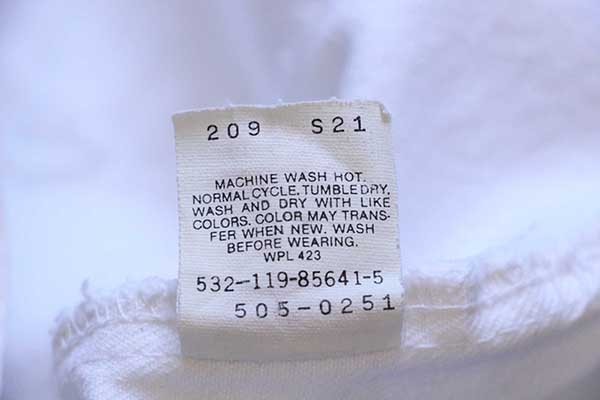 209 S21
MACHINE WASH HOT.
NORMAL CYCLE. TUMBLE DRY.
WASH AND DRY WITH LIKE
COLORS. COLOR MAY TRANS-
FER WHEN NEW. WASH
BEFORE WEARING.
WPL 423
532-119-85641-5
505-0251